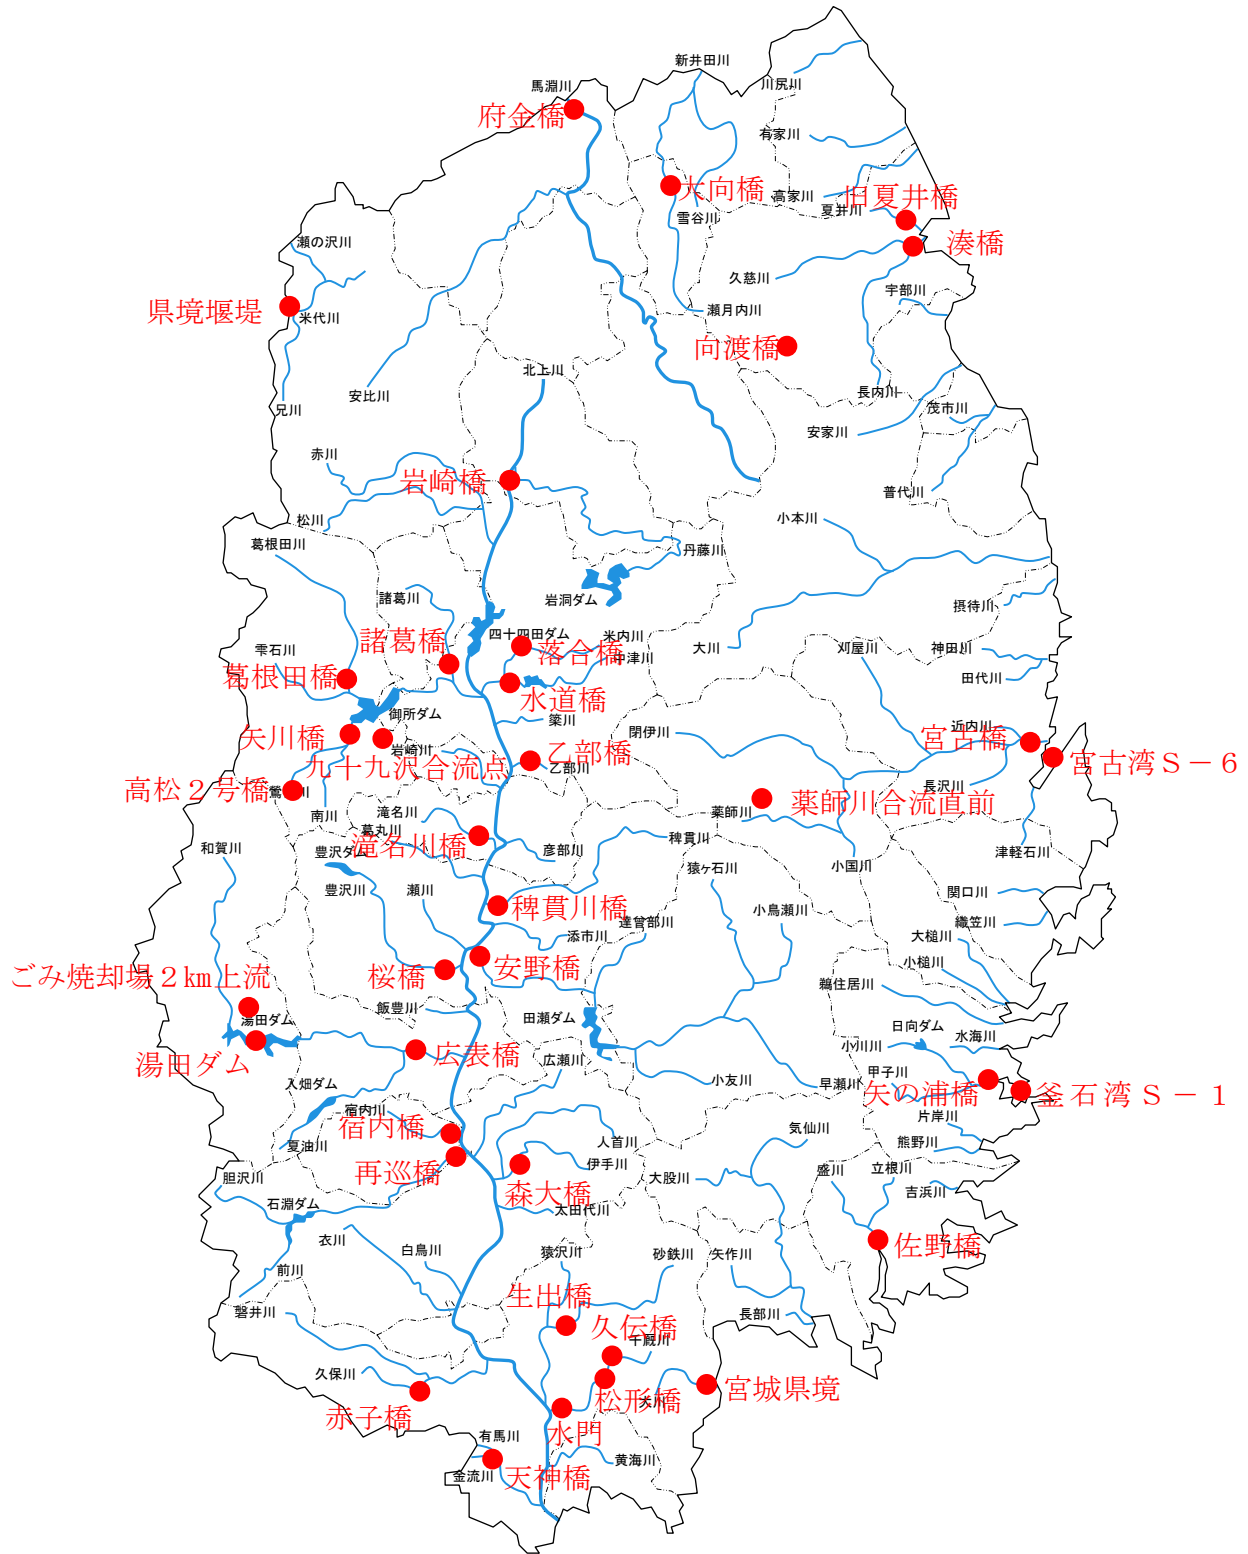 新井田川
馬淵川
川尻川
府金橋
有家川
大向橋
高家川
旧夏井橋
夏井川
雪谷川
瀬の沢川
湊橋
久慈川
宇部川
県境堰堤
米代川
瀬月内川
向渡橋
北上川
安比川
長内川
兄川
茂市川
安家川
赤川
岩崎橋
普代川
松川
小本川
葛根田川
丹藤川
諸葛川
岩洞ダム
摂待川
四十四田ダム
米内川
諸葛橋
落合橋
雫石川
大川
刈屋川
神田川
中津川
葛根田橋
田代川
水道橋
御所ダム
簗川
閉伊川
近内川
矢川橋
宮古橋
岩崎川
乙部橋
九十九沢合流点
乙部川
宮古湾Ｓ－６
高松２号橋
鶯川
長沢川
薬師川合流直前
滝名川
南川
薬師川
葛丸川
滝名川橋
稗貫川
和賀川
豊沢ダム
彦部川
津軽石川
猿ヶ石川
小国川
豊沢川
瀬川
関口川
稗貫川橋
小烏瀬川
達曽部川
織笠川
添市川
大槌川
安野橋
小槌川
ごみ焼却場２㎞上流
桜橋
鵜住居川
飯豊川
湯田ダム
田瀬ダム
日向ダム
水海川
湯田ダム
広表橋
広瀬川
小川川
甲子川
入畑ダム
小友川
早瀬川
矢の浦橋
釜石湾Ｓ－１
宿内川
片岸川
宿内橋
気仙川
夏油川
人首川
熊野川
再巡橋
伊手川
胆沢川
森大橋
大股川
盛川
立根川
吉浜川
石淵ダム
太田代川
衣川
白鳥川
猿沢川
砂鉄川
矢作川
佐野橋
前川
生出橋
磐井川
久伝橋
長部川
千厩川
久保川
松形橋
大川
宮城県境
赤子橋
水門
有馬川
黄海川
金流川
天神橋